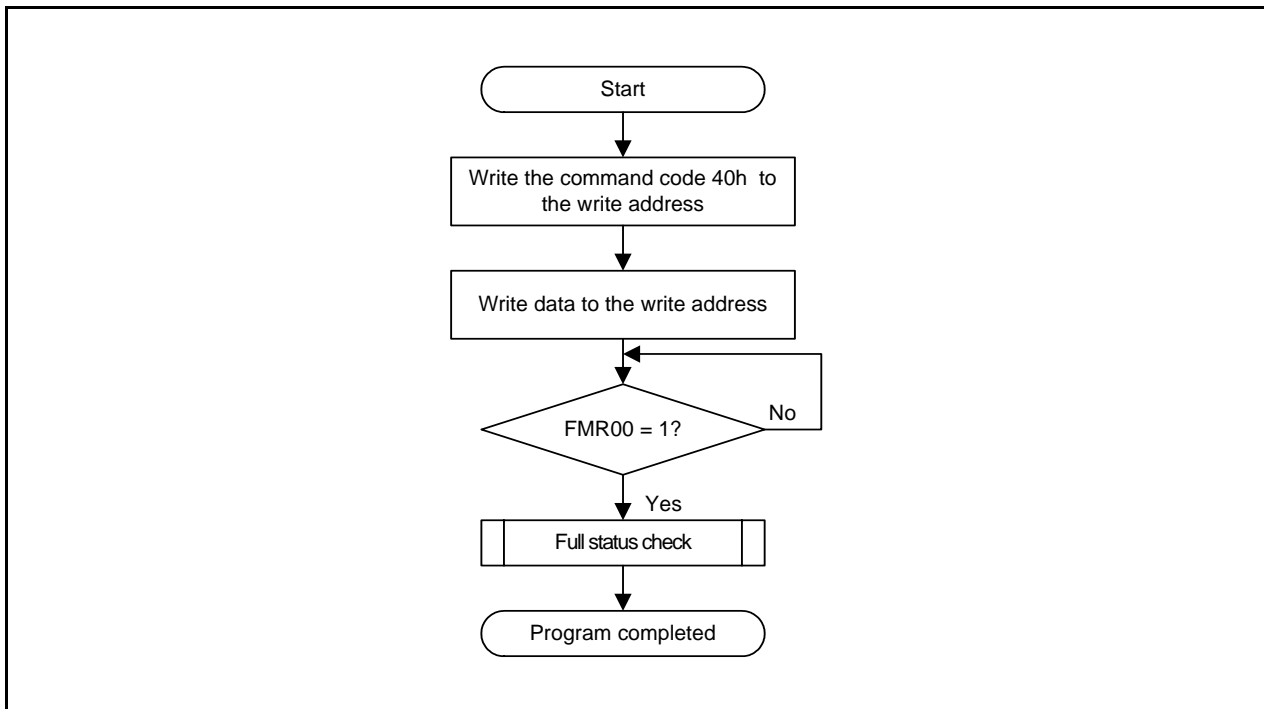 Start
Write the command code 40h to
the write address
Write data to the write address
FMR00 = 1?
No
Yes
Full status check
Program completed